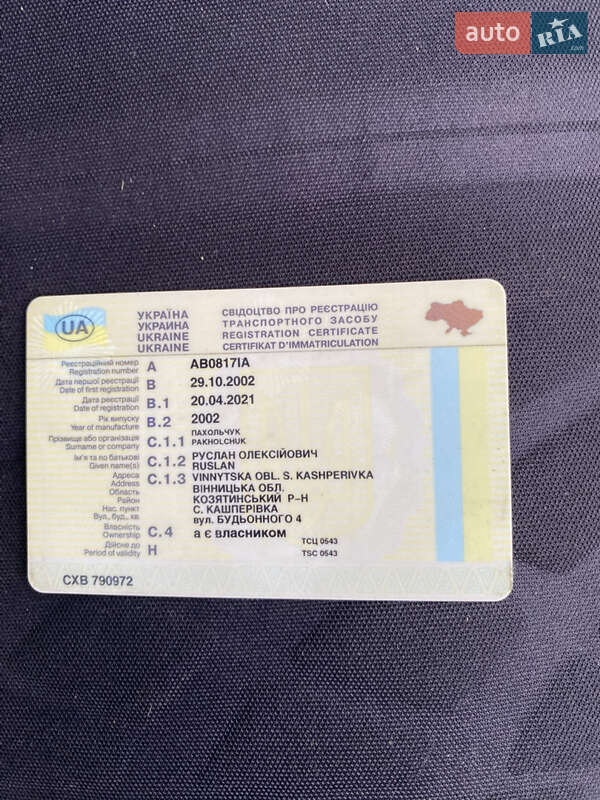 auto RIA .com
УКРАЇНА СВІДОЦТВО ПРО РЕЄСТРАЦІЮ
УКРАИНА ТРАНСПОРТНОГО ЗАСОБУ
UKRAINE REGISTRATION CERTIFICATE
UKRAINE CERTIFIKAT D'IMMATRICULATION
UA
Реєстраційний номер A AB0817IA
Registration number
Дата першої реєстрації B 29.10.2002
Date of first registration
Дата реєстрації B.1 20.04.2021
Date of registration
Рік випуску B.2 2002
Year of manufacture
Прізвище або організація C.1.1 ПАХОЛЬЧУК
Surname or company PAKHOLCHUK
Ім'я та по батькові C.1.2 РУСЛАН ОЛЕКСІЙОВИЧ
Given name(s) RUSLAN
Адреса C.1.3 VINNYTSKA OBL. S. KASHPERIVKA
Address ВІННИЦЬКА ОБЛ.
Область КОЗЯТИНСЬКИЙ Р-Н
Район С. КАШПЕРІВКА
Нас. пункт вул. БУДЬОННОГО 4
Вул., буд., кв.
Власність C.4 а є власником
Ownership ТСЦ 0543
Дійсне до H TSC 0543
Period of validity
СХВ 790972